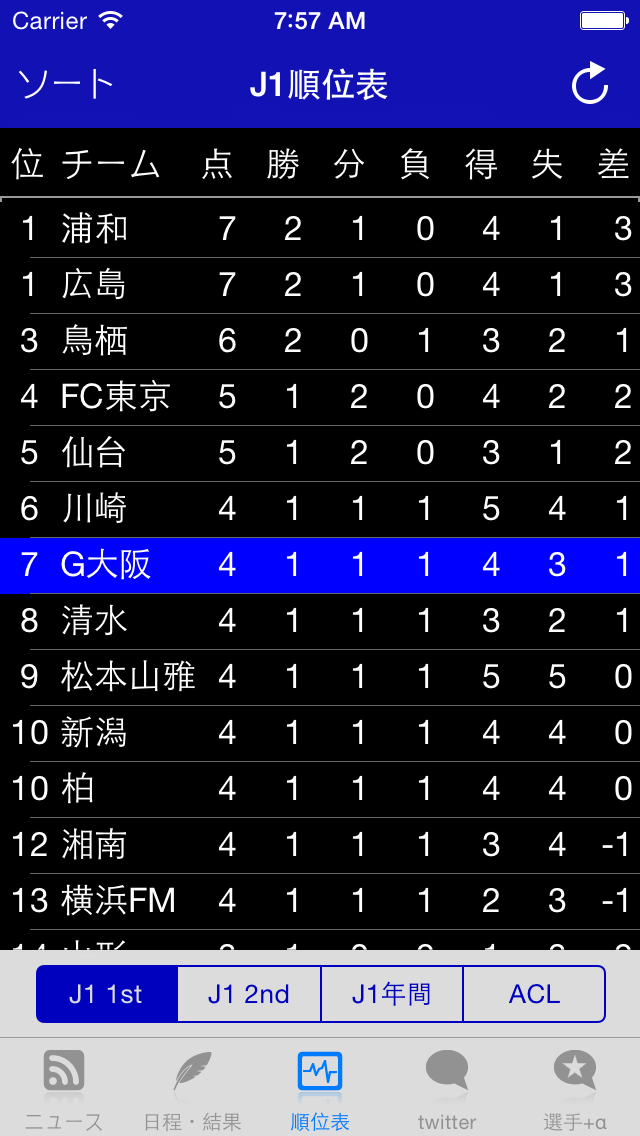 Carrier 7:57 AM
ソート J1順位表
位 チーム 点 勝 分 負 得 失 差
1 浦和 7 2 1 0 4 1 3
1 広島 7 2 1 0 4 1 3
3 鳥栖 6 2 0 1 3 2 1
4 FC東京 5 1 2 0 4 2 2
5 仙台 5 1 2 0 3 1 2
6 川崎 4 1 1 1 5 4 1
7 G大阪 4 1 1 1 4 3 1
8 清水 4 1 1 1 3 2 1
9 松本山雅 4 1 1 1 5 5 0
10 新潟 4 1 1 1 4 4 0
10 柏 4 1 1 1 4 4 0
12 湘南 4 1 1 1 3 4 -1
13 横浜FM 4 1 1 1 2 3 -1
J1 1st J1 2nd J1年間 ACL
ニュース 日程・結果 順位表 twitter 選手+α